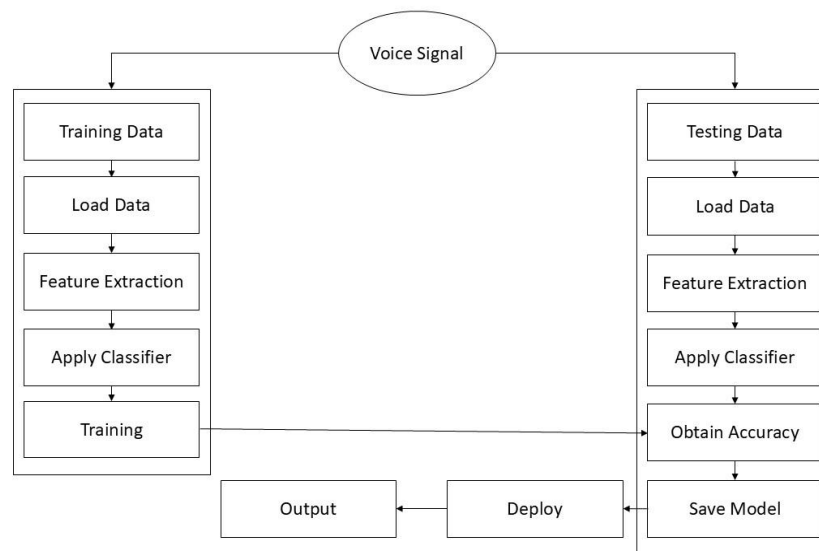 Voice Signal
Training Data
Load Data
Feature Extraction
Apply Classifier
Training
Testing Data
Load Data
Feature Extraction
Apply Classifier
Obtain Accuracy
Save Model
Deploy
Output